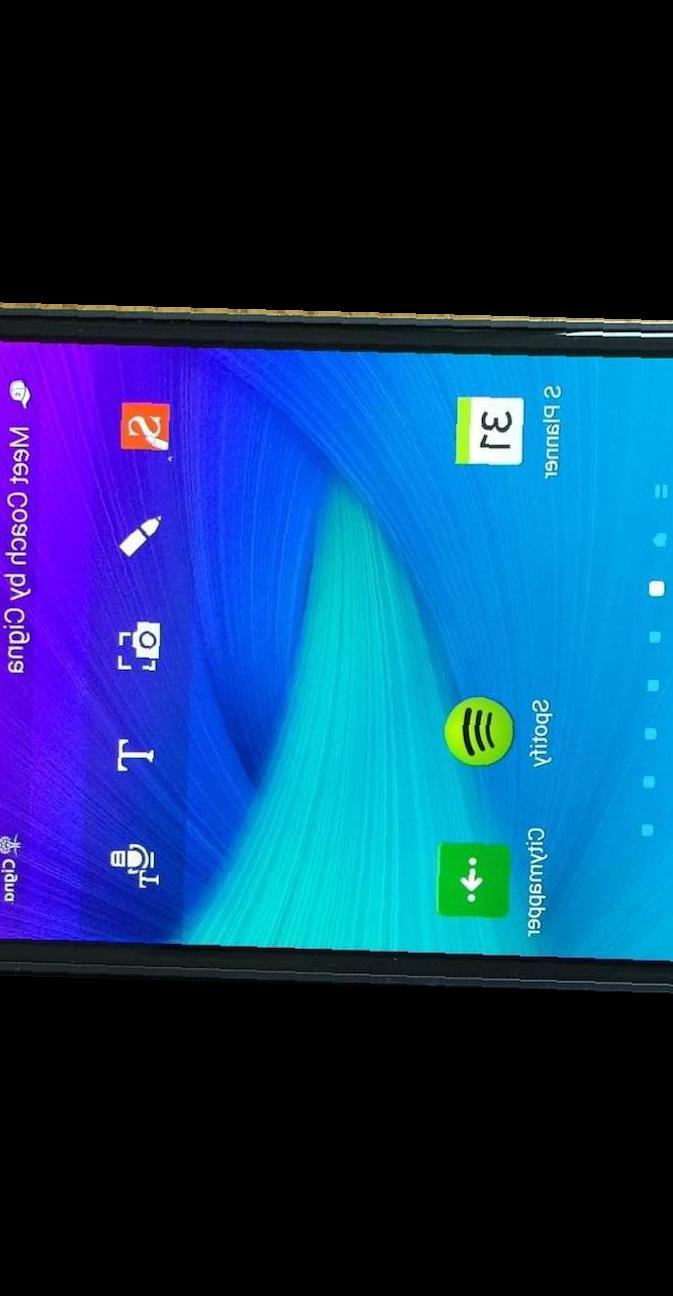 Meet Coach by Cigna
Cigna
S
T
T
31
S Planner
Spotify
Citymapper